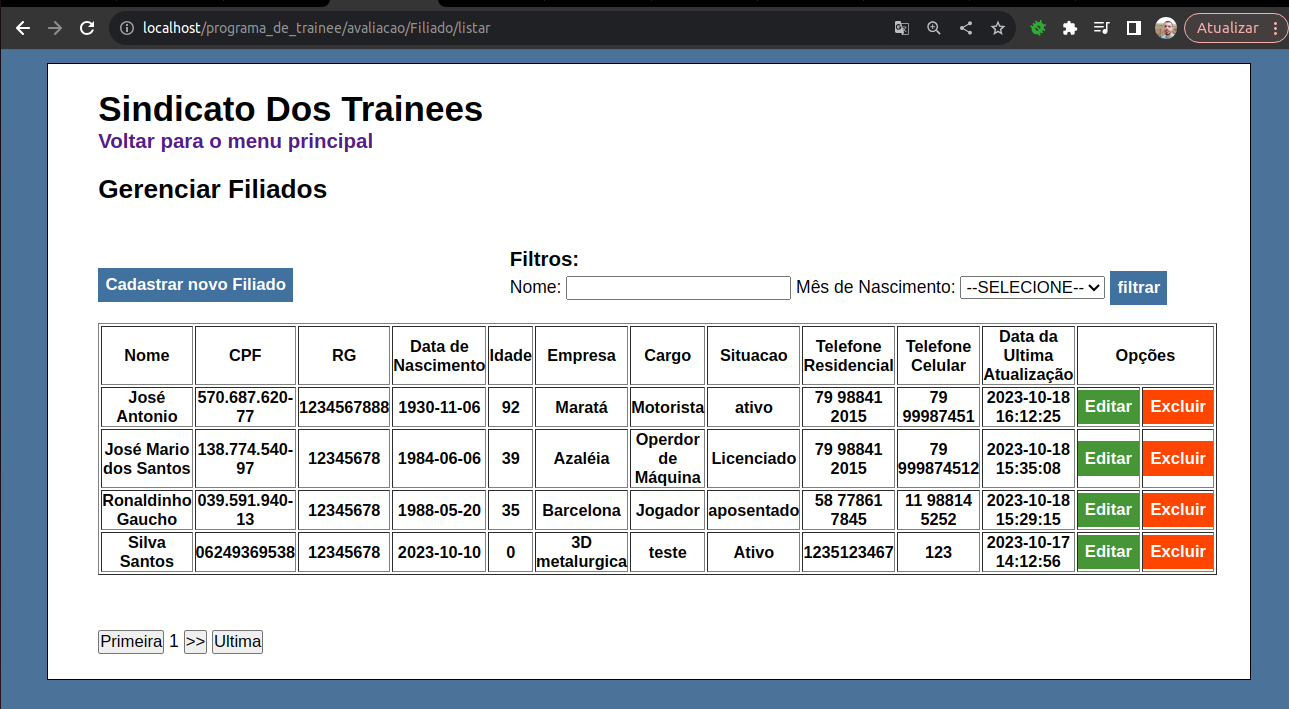 localhost/programa_de_trainee/avaliacao/Filiado/listar
Atualizar
Sindicato Dos Trainees
Voltar para o menu principal
Gerenciar Filiados
Cadastrar novo Filiado
Filtros:
Nome: Mês de Nascimento: --SELECIONE-- filtrar
Nome CPF RG Data de Nascimento Idade Empresa Cargo Situacao Telefone Residencial Telefone Celular Data da Ultima Atualização Opções
José Antonio 570.687.620-77 1234567888 1930-11-06 92 Maratá Motorista ativo 79 98841 2015 79 99987451 2023-10-18 16:12:25 Editar Excluir
José Mario dos Santos 138.774.540-97 12345678 1984-06-06 39 Azaléia Operdor de Máquina Licenciado 79 98841 2015 79 999874512 2023-10-18 15:35:08 Editar Excluir
Ronaldinho Gaucho 039.591.940-13 12345678 1988-05-20 35 Barcelona Jogador aposentado 58 77861 7845 11 98814 5252 2023-10-18 15:29:15 Editar Excluir
Silva Santos 06249369538 12345678 2023-10-10 0 3D metalurgica teste Ativo 1235123467 123 2023-10-17 14:12:56 Editar Excluir
Primeira 1 >> Ultima